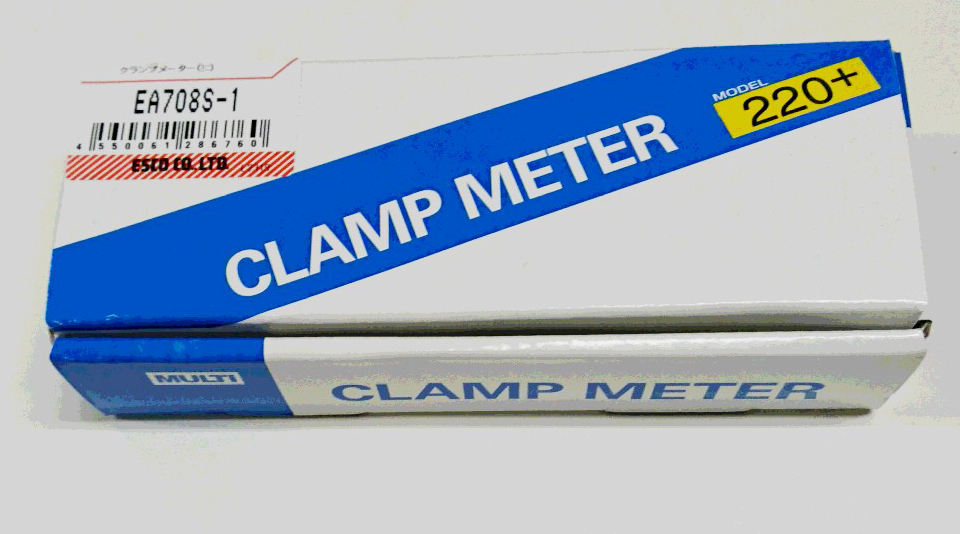 クランプメーター
EA708S-1
4 550061 286760
ESCO CO.,LTD.
MODEL
220+
CLAMP METER
MULTI
CLAMP METER